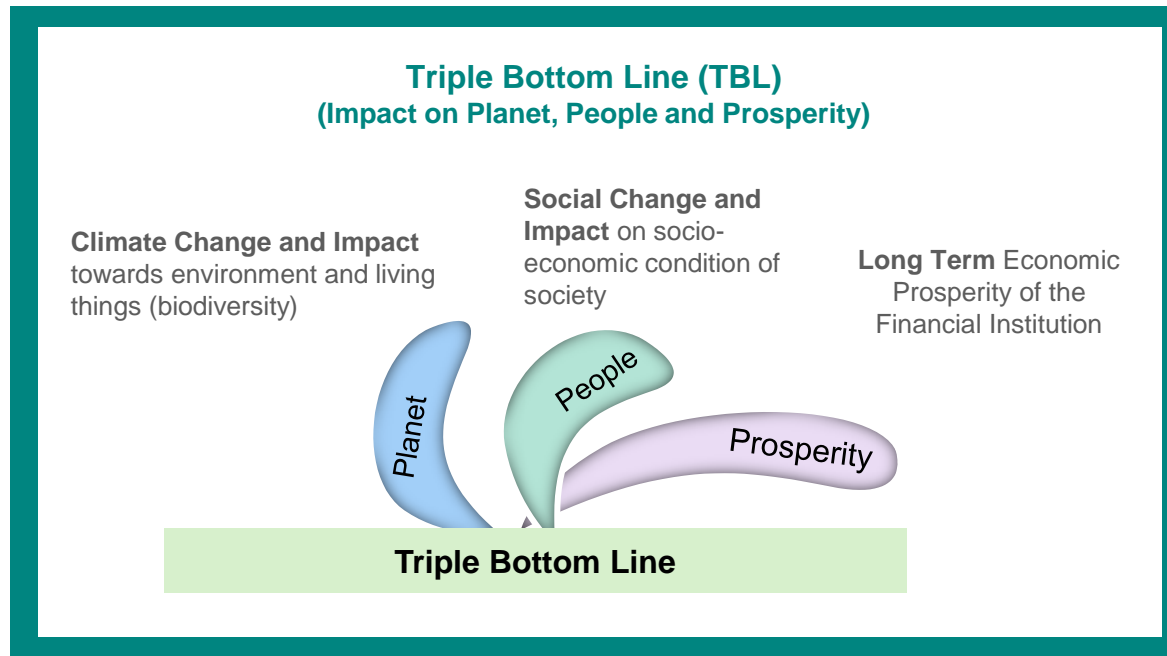 Triple Bottom Line (TBL)
(Impact on Planet, People and Prosperity)
Climate Change and Impact
towards environment and living
things (biodiversity)
Social Change and
Impact on socio-
economic condition of
society
Long Term Economic
Prosperity of the
Financial Institution
Planet
People
Prosperity
Triple Bottom Line